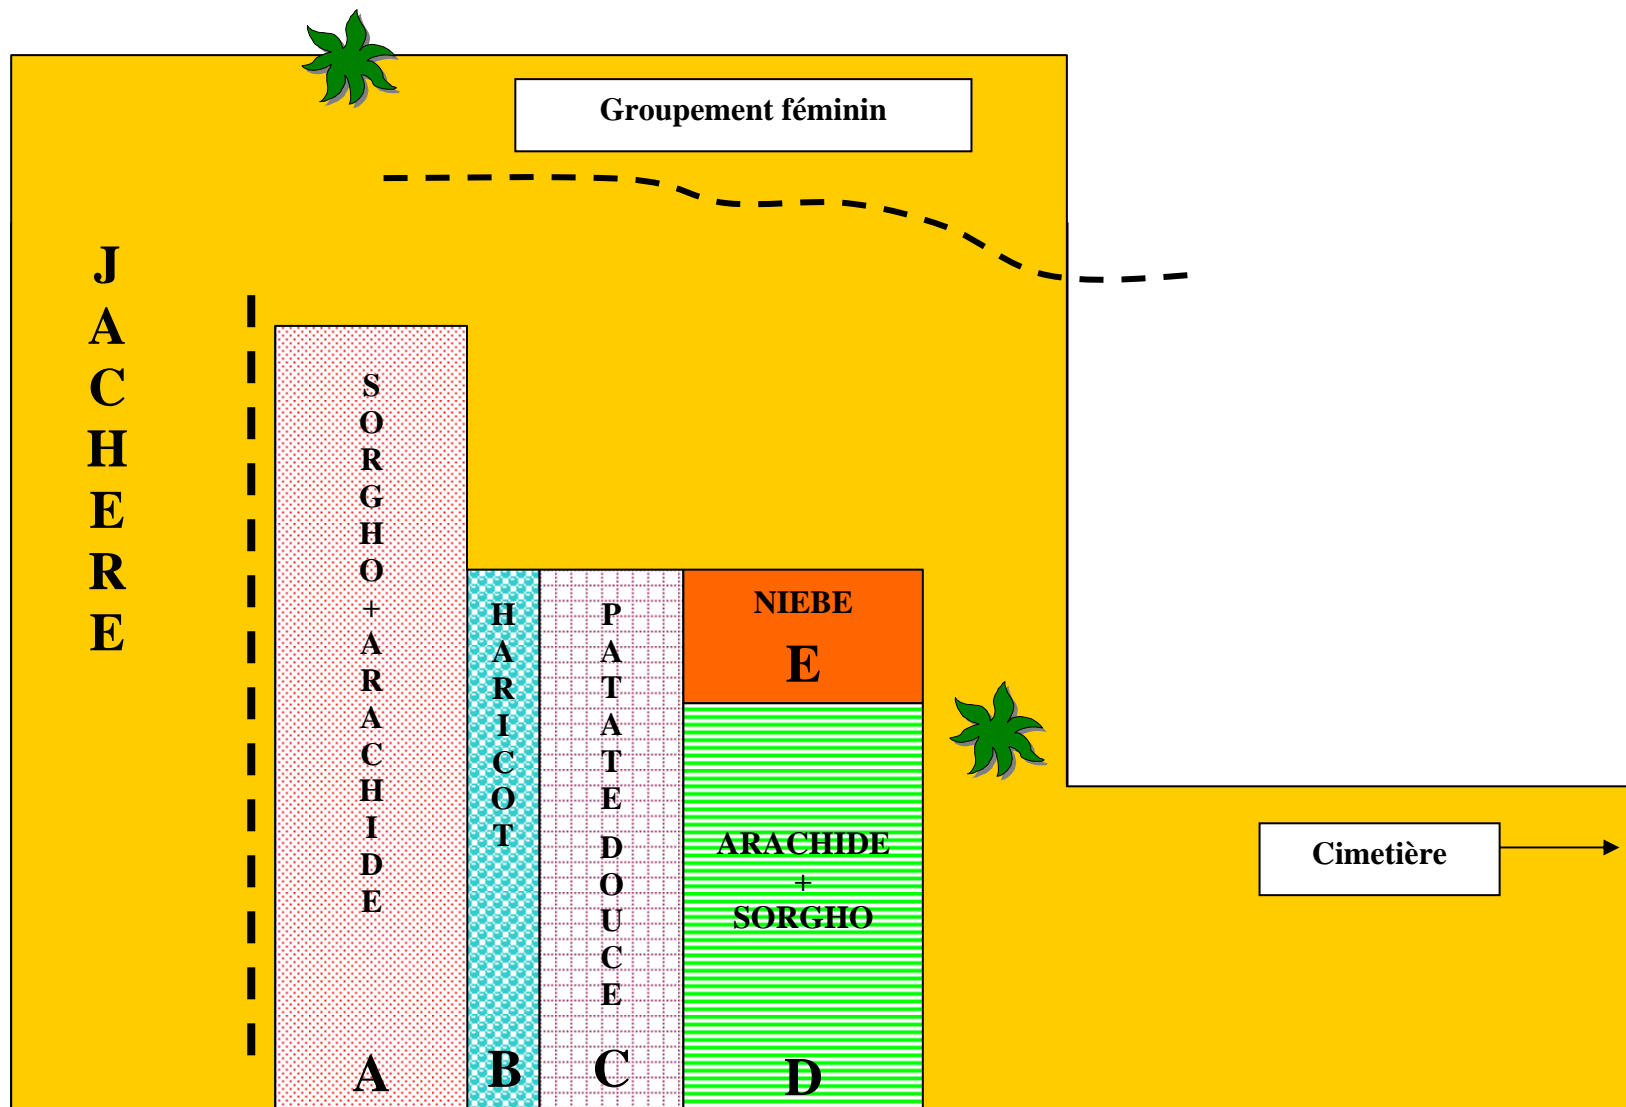 Groupement féminin
JACHERE
SORGHO+ARACHIDE
A
HARICOT
B
PATATE DOUCE
C
NIEBE
E
ARACHIDE
+
SORGHO
D
Cimetière